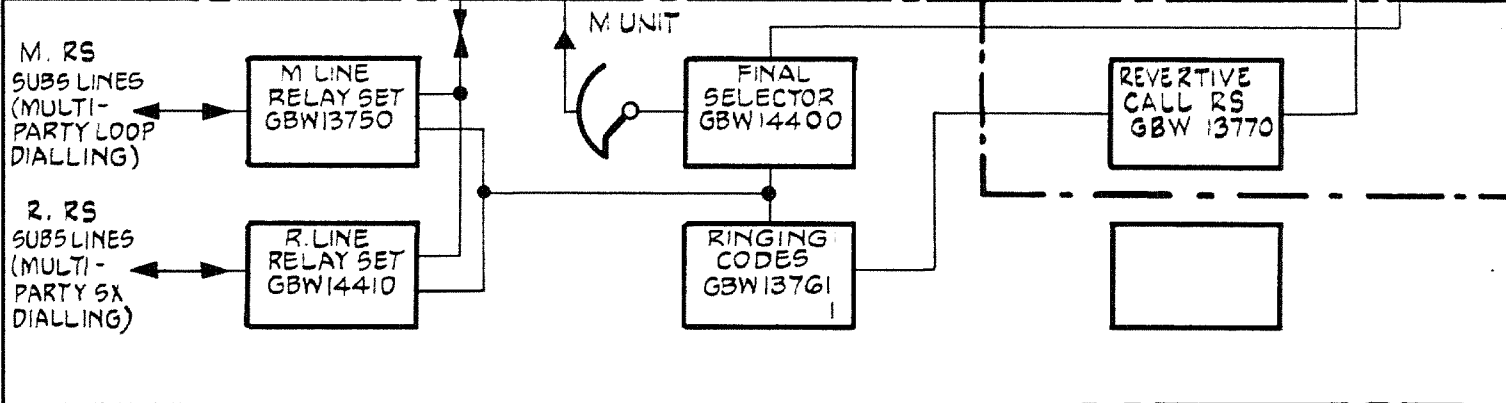 M UNIT
M. RS
SUBS LINES
(MULTI-
PARTY LOOP
DIALLING)
M LINE
RELAY SET
GBW13750
FINAL
SELECTOR
GBW14400
REVERTIVE
CALL RS
GBW 13770
R. RS
SUBS LINES
(MULTI-
PARTY SX
DIALLING)
R.LINE
RELAY SET
GBW14410
RINGING
CODES
GBW13761
1